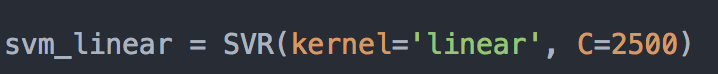 svm_linear = SVR(kernel='linear', C=2500)